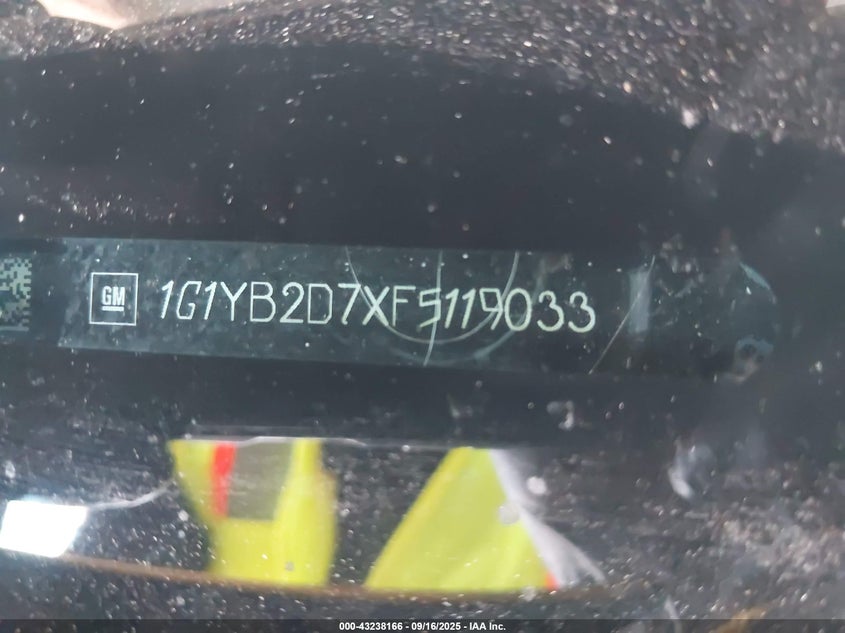 GM 1G1YB2D7XF5119033
000-43238166 - 09/16/2025 - IAA Inc.